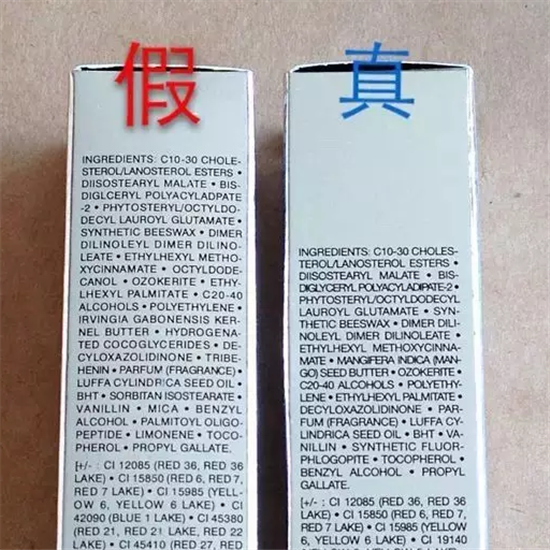 假
INGREDIENTS: C10-30 CHOLE-
STEROL/LANOSTEROL ESTERS •
DIISOSTEARYL MALATE • BIS-
DIGLCERYL POLYACYLADPATE
-2 • PHYTOSTERYL/OCTYLDO-
DECYL LAUROYL GLUTAMATE •
SYNTHETIC BEESWAX • DIMER
DILINOLEYL DIMER DILINO-
LEATE • ETHYLHEXYL METHO-
XYCINNAMATE • OCTYLDODE-
CANOL • OZOKERITE • ETHY-
LHEXYL PALMITATE • C20-40
ALCOHOLS • POLYETHYLENE •
IRVINGIA GABONENSIS KER-
NEL BUTTER • HYDROGENA-
TED COCOGLYCERIDES • DE-
CYLOXAZOLIDINONE • TRIBE-
HENIN • PARFUM (FRAGRANCE) •
LUFFA CYLINDRICA SEED OIL •
BHT • SORBITAN ISOSTEARATE •
VANILLIN • MICA • BENZYL
ALCOHOL • PALMITOYL OLIGO-
PEPTIDE • LIMONENE • TOCO-
PHEROL • PROPYL GALLATE.
[+/- : CI 12085 (RED 36, RED 36
LAKE) • CI 15850 (RED 6, RED 7,
RED 7 LAKE) • CI 15985 (YELL-
OW 6, YELLOW 6 LAKE) • CI
42090 (BLUE 1 LAKE) • CI 45380
(RED 21, RED 21 LAKE, RED 22
LAKE) • CI 45410 (RED 27, RED
真
INGREDIENTS: C10-30 CHOLES-
TEROL/LANOSTEROL ESTERS •
DIISOSTEARYL MALATE • BIS-
DIGLYCERYL POLYACYLADIPATE-2 •
PHYTOSTERYL/OCTYLDODECYL
LAUROYL GLUTAMATE • SYN-
THETIC BEESWAX • DIMER DILI-
NOLEYL DIMER DILINOLEATE •
ETHYLHEXYL METHOXYCINNA-
MATE • MANGIFERA INDICA (MAN-
GO) SEED BUTTER • OZOKERITE •
C20-40 ALCOHOLS • POLYETHY-
LENE • ETHYLHEXYL PALMITATE •
DECYLOXAZOLIDINONE • PAR-
FUM (FRAGRANCE) • LUFFA CY-
LINDRICA SEED OIL • BHT • VA-
NILLIN • SYNTHETIC FLUOR-
PHLOGOPITE • TOCOPHEROL •
BENZYL ALCOHOL • PROPYL
GALLATE.
[+/-: CI 12085 (RED 36, RED 36
LAKE) • CI 15850 (RED 6, RED 7,
RED 7 LAKE) • CI 15985 (YELLOW
6, YELLOW 6 LAKE) • CI 19140